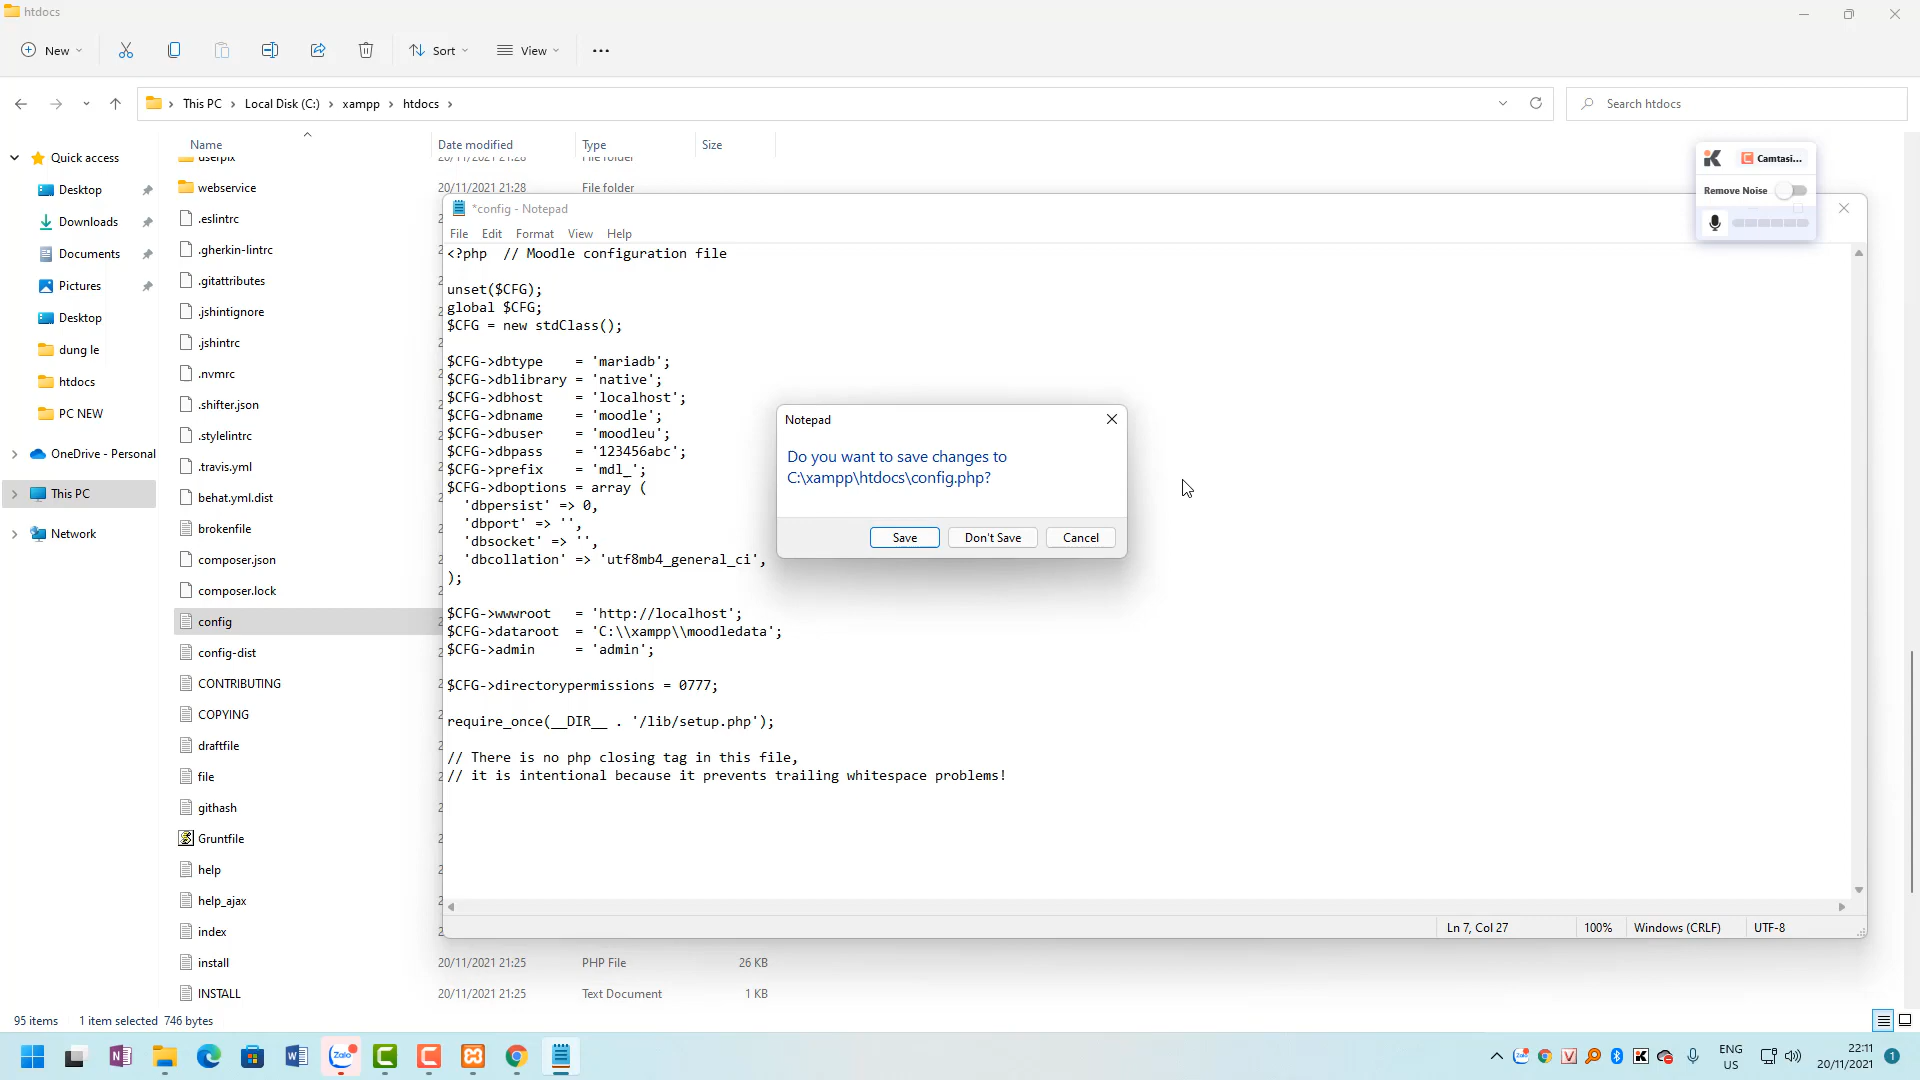 htdocs
New
Sort
View
This PC > Local Disk (C:) > xampp > htdocs >
Search htdocs
Name
Date modified
Type
Size
Quick access
Desktop
Downloads
Documents
Pictures
Desktop
dung le
htdocs
PC NEW
OneDrive - Personal
This PC
Network
userpix
20/11/2021 21:28
File folder
webservice
20/11/2021 21:28
File folder
.eslintrc
.gherkin-lintrc
.gitattributes
.jshintignore
.jshintrc
.nvmrc
.shifter.json
.stylelintrc
.travis.yml
behat.yml.dist
brokenfile
composer.json
composer.lock
config
config-dist
CONTRIBUTING
COPYING
draftfile
file
githash
Gruntfile
help
help_ajax
index
install
20/11/2021 21:25
PHP File
26 KB
INSTALL
20/11/2021 21:25
Text Document
1 KB
*config - Notepad
File Edit Format View Help
<?php  // Moodle configuration file
unset($CFG);
global $CFG;
$CFG = new stdClass();
$CFG->dbtype    = 'mariadb';
$CFG->dblibrary = 'native';
$CFG->dbhost    = 'localhost';
$CFG->dbname    = 'moodle';
$CFG->dbuser    = 'moodleu';
$CFG->dbpass    = '123456abc';
$CFG->prefix    = 'mdl_';
$CFG->dboptions = array (
'dbpersist' => 0,
'dbport' => '',
'dbsocket' => '',
'dbcollation' => 'utf8mb4_general_ci',
);
$CFG->wwwroot   = 'http://localhost';
$CFG->dataroot  = 'C:\\xampp\\moodledata';
$CFG->admin     = 'admin';
$CFG->directorypermissions = 0777;
require_once(__DIR__ . '/lib/setup.php');
// There is no php closing tag in this file,
// it is intentional because it prevents trailing whitespace problems!
Notepad
Do you want to save changes to
C:\xampp\htdocs\config.php?
Save
Don't Save
Cancel
Camtasi...
Remove Noise
Ln 7, Col 27
100%
Windows (CRLF)
UTF-8
95 items
1 item selected 746 bytes
Zalo
ENG
US
22:11
20/11/2021
1